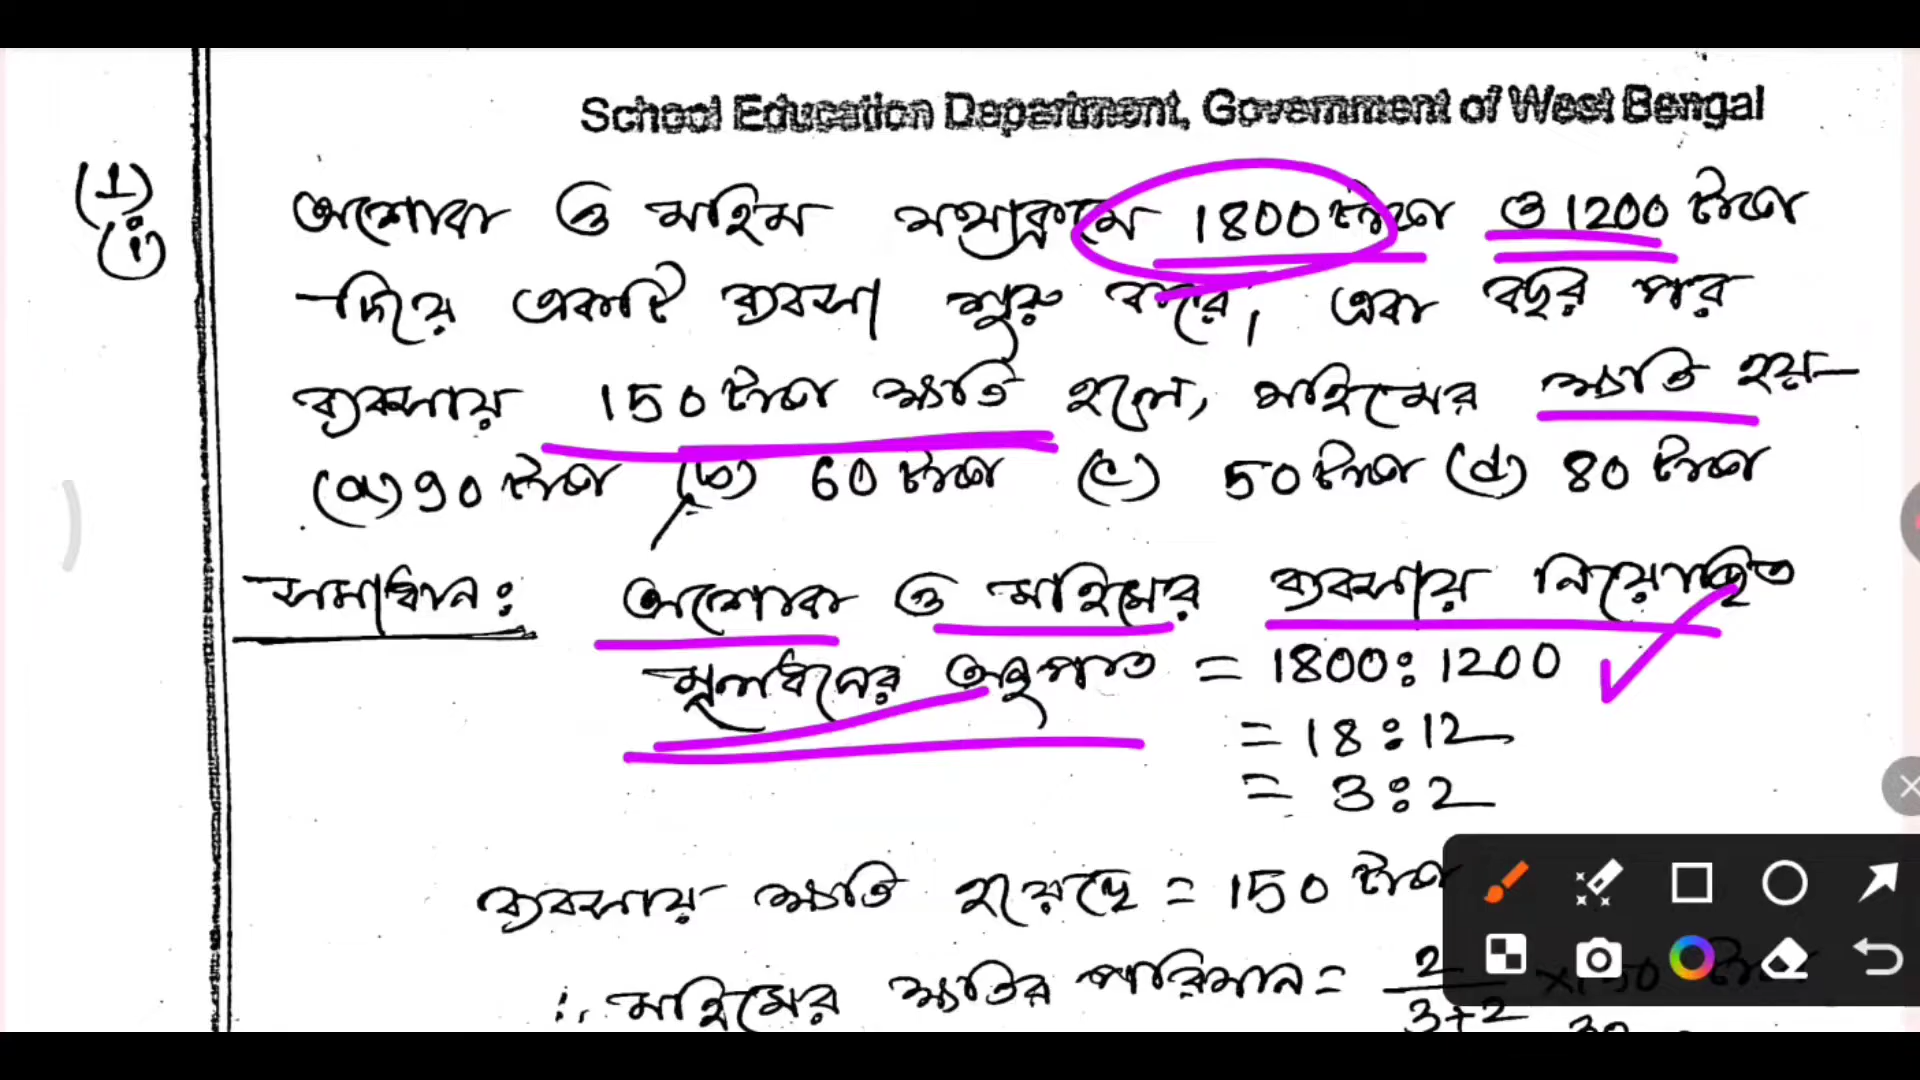 School Education Department, Government of West Bengal
(1)
(i)
অশোক ও মহিম যথাক্রমে 1800 টাকা ও 1200 টাকা
দিয়ে একটি ব্যবসা শুরু করে, এক বছর পর
ব্যবসায় 150 টাকা ক্ষতি হলে, মহিমের ক্ষতি হয় —
(a) 90 টাকা (b) 60 টাকা (c) 50 টাকা (d) 80 টাকা
সমাধান: অশোক ও মহিমের ব্যবসায় নিয়োজিত
মূলধনের অনুপাত = 1800:1200
= 18:12
= 3:2
ব্যবসায় ক্ষতি হয়েছে = 150 টাকা
∴ মহিমের ক্ষতির পরিমান = 2/3+2